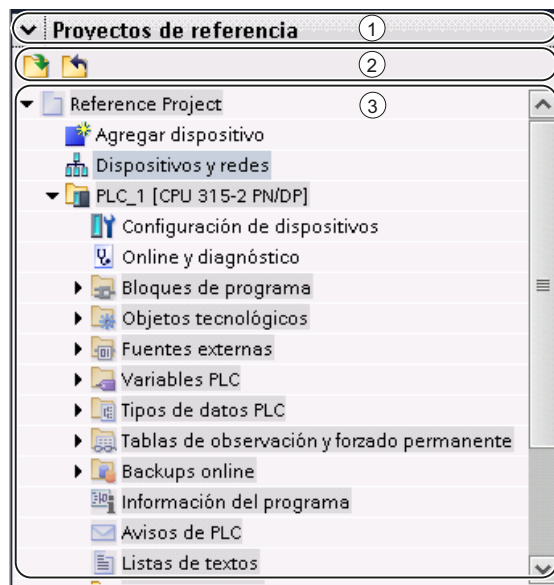 Proyectos de referencia 1
2
Reference Project 3
Agregar dispositivo
Dispositivos y redes
PLC_1 [CPU 315-2 PN/DP]
Configuración de dispositivos
Online y diagnóstico
Bloques de programa
Objetos tecnológicos
Fuentes externas
Variables PLC
Tipos de datos PLC
Tablas de observación y forzado permanente
Backups online
Información del programa
Avisos de PLC
Listas de textos